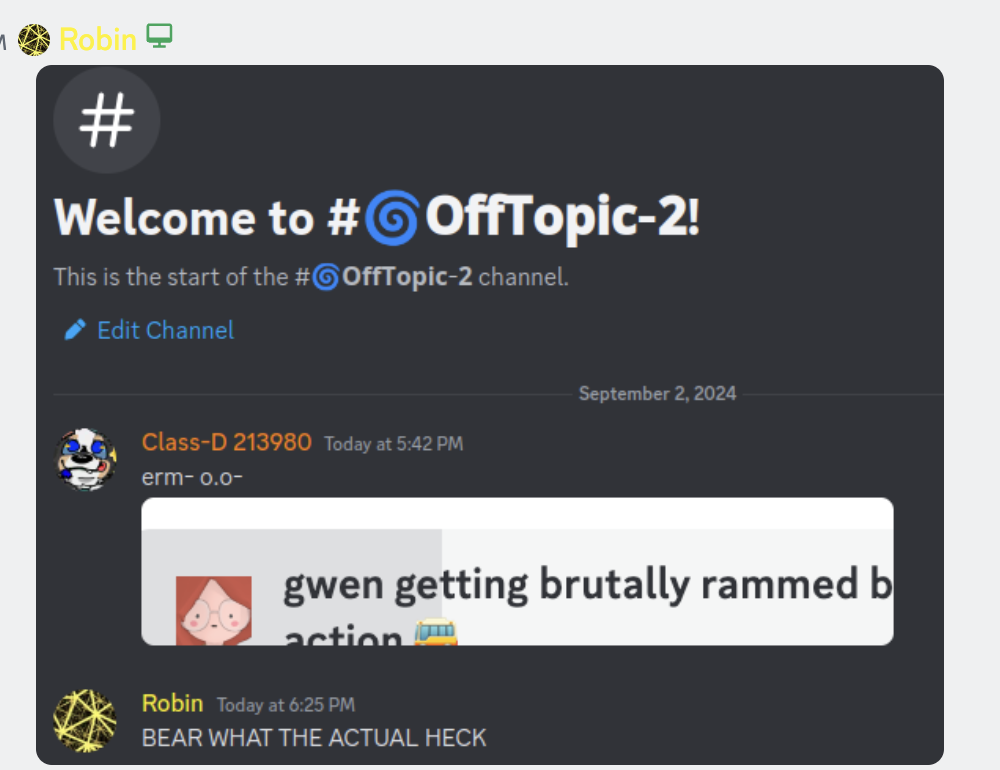 Robin
#
Welcome to #🌀OffTopic-2!
This is the start of the #🌀OffTopic-2 channel.
Edit Channel
September 2, 2024
Class-D 213980 Today at 5:42 PM
erm- o.o-
gwen getting brutally rammed b
action 🚌
Robin Today at 6:25 PM
BEAR WHAT THE ACTUAL HECK